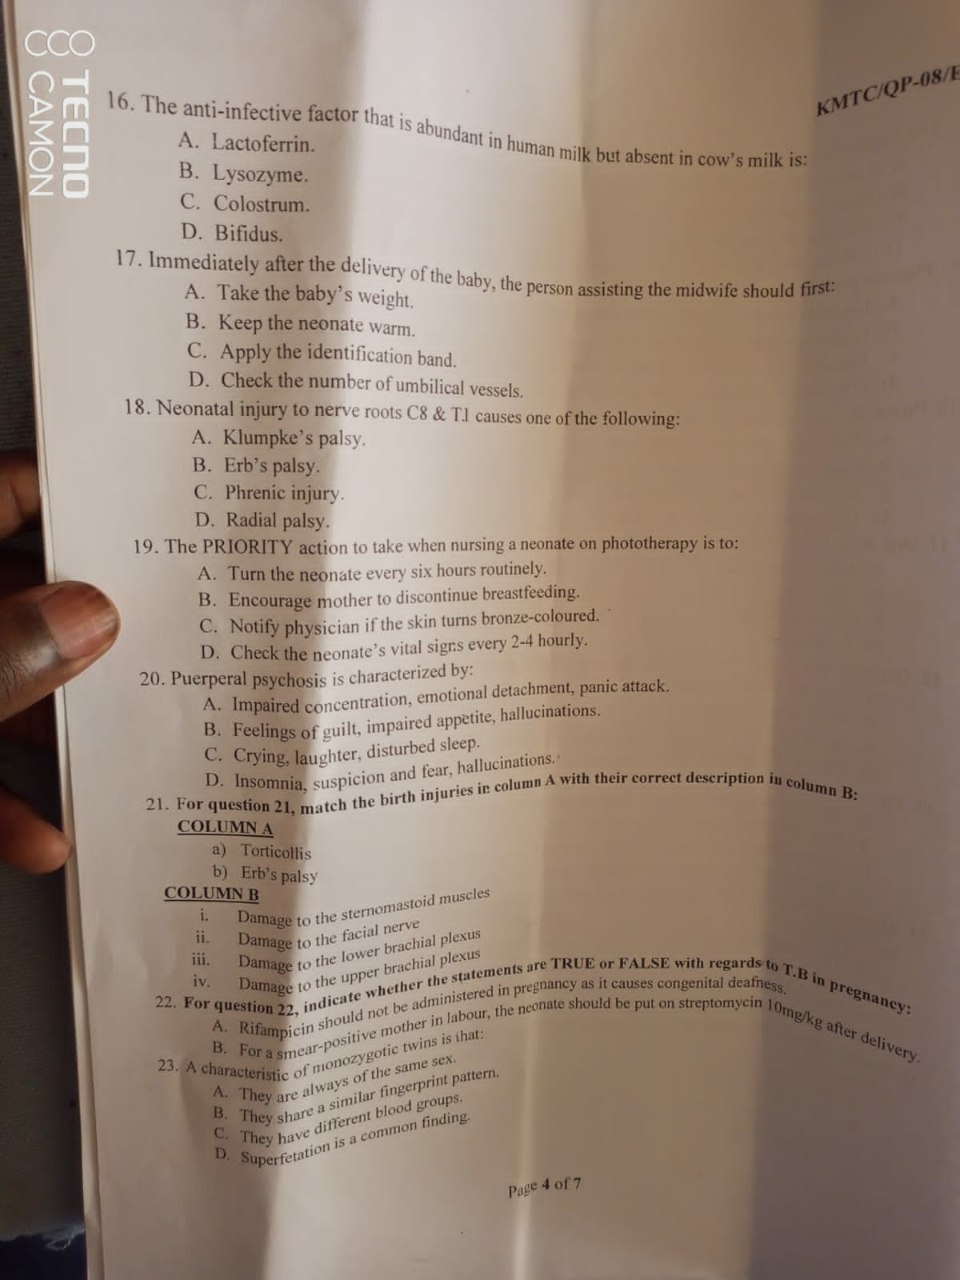 TECNO
CAMON
KMTC/QP-08/E
16. The anti-infective factor that is abundant in human milk but absent in cow's milk is:
A. Lactoferrin.
B. Lysozyme.
C. Colostrum.
D. Bifidus.
17. Immediately after the delivery of the baby, the person assisting the midwife should first:
A. Take the baby's weight.
B. Keep the neonate warm.
C. Apply the identification band.
D. Check the number of umbilical vessels.
18. Neonatal injury to nerve roots C8 & T.1 causes one of the following:
A. Klumpke's palsy.
B. Erb's palsy.
C. Phrenic injury.
D. Radial palsy.
19. The PRIORITY action to take when nursing a neonate on phototherapy is to:
A. Turn the neonate every six hours routinely.
B. Encourage mother to discontinue breastfeeding.
C. Notify physician if the skin turns bronze-coloured.
D. Check the neonate's vital signs every 2-4 hourly.
20. Puerperal psychosis is characterized by:
A. Impaired concentration, emotional detachment, panic attack.
B. Feelings of guilt, impaired appetite, hallucinations.
C. Crying, laughter, disturbed sleep.
D. Insomnia, suspicion and fear, hallucinations.
21. For question 21, match the birth injuries in column A with their correct description in column B:
COLUMN A
a) Torticollis
b) Erb's palsy
COLUMN B
i. Damage to the sternomastoid muscles
ii. Damage to the facial nerve
iii. Damage to the lower brachial plexus
iv. Damage to the upper brachial plexus
22. For question 22, indicate whether the statements are TRUE or FALSE with regards to T.B in pregnancy:
A. Rifampicin should not be administered in pregnancy as it causes congenital deafness.
B. For a smear-positive mother in labour, the neonate should be put on streptomycin 10mg/kg after delivery.
23. A characteristic of monozygotic twins is that:
A. They are always of the same sex.
B. They share a similar fingerprint pattern.
C. They have different blood groups.
D. Superfetation is a common finding.
Page 4 of 7